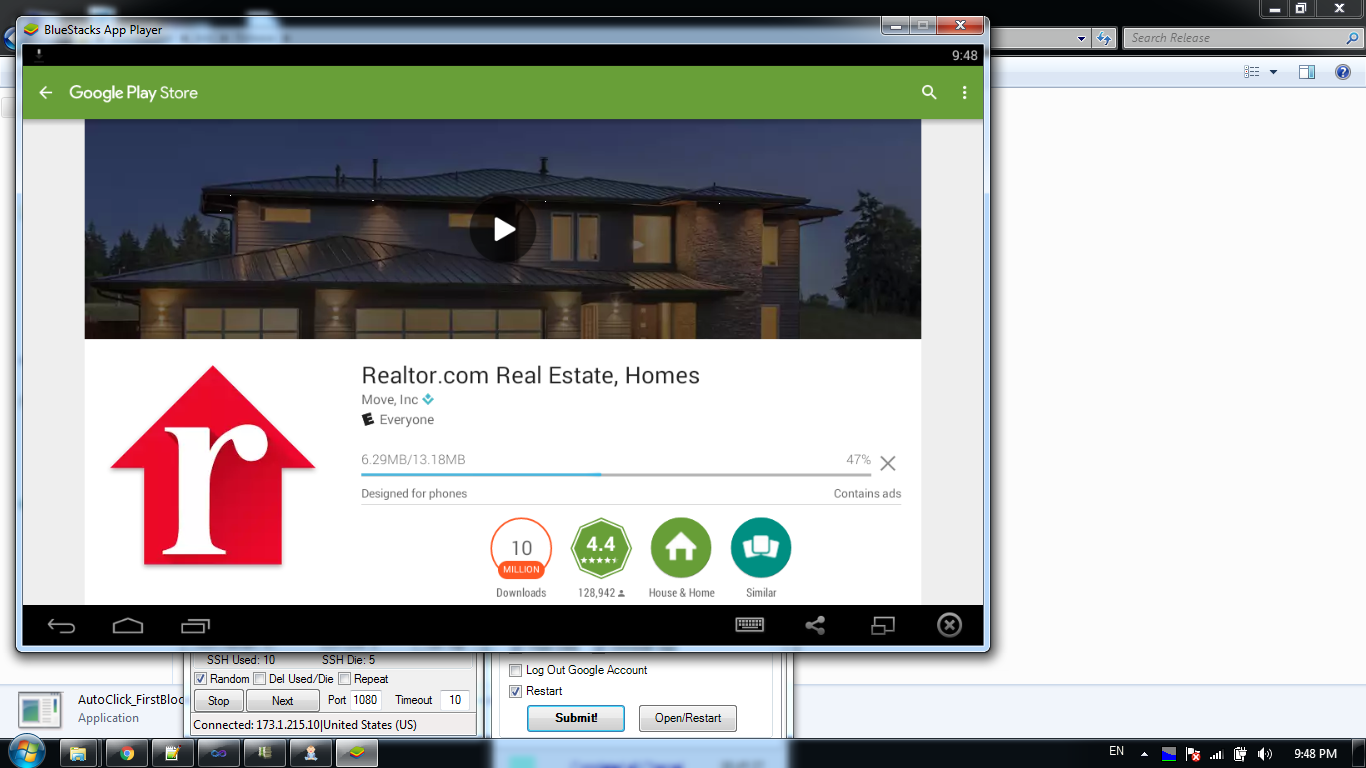 BlueStacks App Player
Search Release
9:48
Google Play Store
r
Realtor.com Real Estate, Homes
Move, Inc
E Everyone
6.29MB/13.18MB 47%
Designed for phones Contains ads
10 MILLION
4.4
Downloads 128,942 House & Home Similar
SSH Used: 10 SSH Die: 5
Random Del Used/Die Repeat
Stop Next Port 1080 Timeout 10
Connected: 173.1.215.10|United States (US)
Log Out Google Account
Restart
Submit! Open/Restart
AutoClick_FirstBloc
Application
EN 9:48 PM